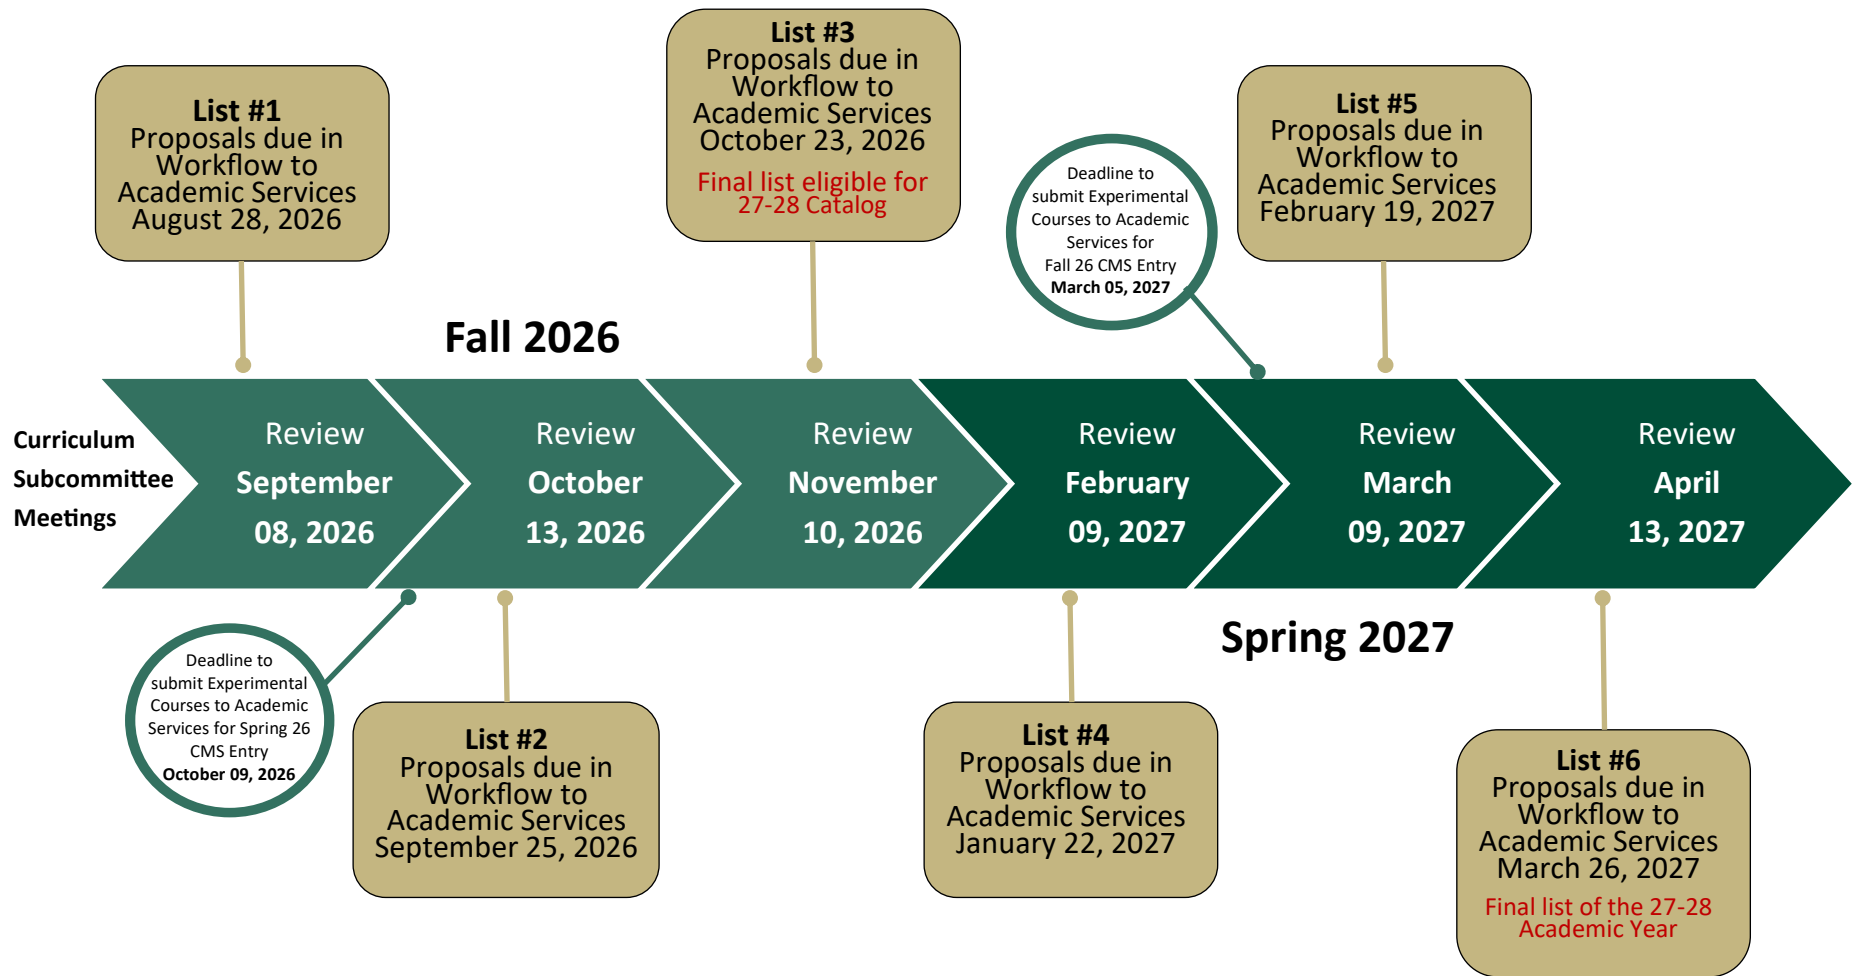 List #1
Proposals due in
Workflow to
Academic Services
August 28, 2026
List #3
Proposals due in
Workflow to
Academic Services
October 23, 2026
Final list eligible for
27-28 Catalog
Deadline to
submit Experimental
Courses to Academic
Services for
Fall 26 CMS Entry
March 05, 2027
List #5
Proposals due in
Workflow to
Academic Services
February 19, 2027
Fall 2026
Curriculum
Subcommittee
Meetings
Review
September
08, 2026
Review
October
13, 2026
Review
November
10, 2026
Review
February
09, 2027
Review
March
09, 2027
Review
April
13, 2027
Spring 2027
Deadline to
submit Experimental
Courses to Academic
Services for Spring 26
CMS Entry
October 09, 2026
List #2
Proposals due in
Workflow to
Academic Services
September 25, 2026
List #4
Proposals due in
Workflow to
Academic Services
January 22, 2027
List #6
Proposals due in
Workflow to
Academic Services
March 26, 2027
Final list of the 27-28
Academic Year